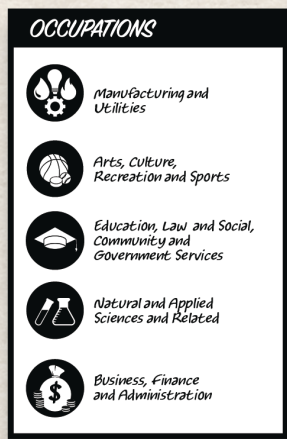 OCCUPATIONS
Manufacturing and
Utilities
Arts, Culture,
Recreation and Sports
Education, Law and Social,
Community and
Government Services
Natural and Applied
Sciences and Related
$
Business, Finance
and Administration